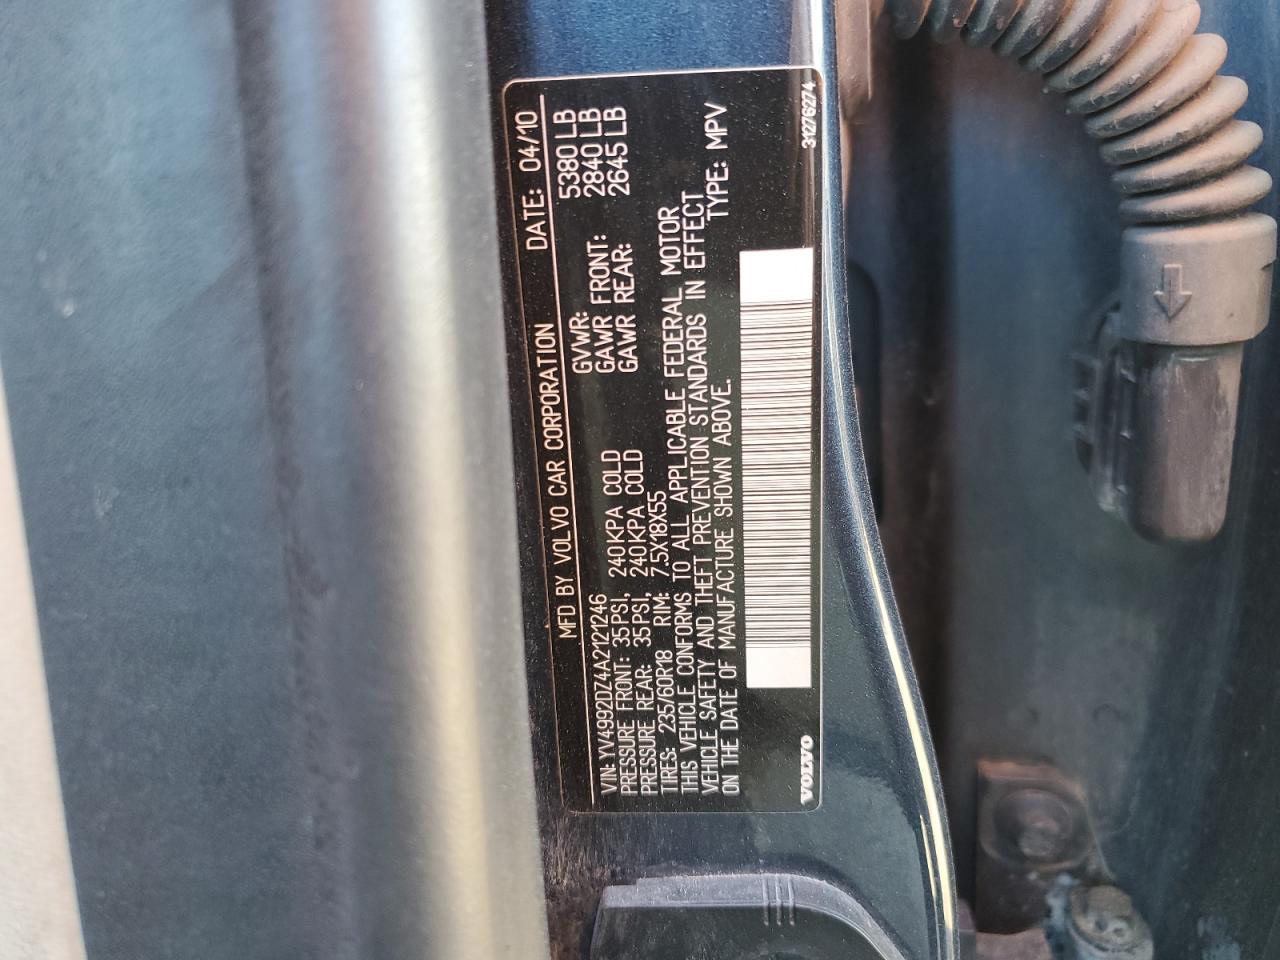 MFD BY VOLVO CAR CORPORATION DATE: 04/10
VIN: YV4992DZ4A2121246 GVWR: 5380 LB
PRESSURE FRONT: 35PSI, 240KPA COLD GAWR FRONT: 2840 LB
PRESSURE REAR: 35PSI, 240KPA COLD GAWR REAR: 2645 LB
TIRES: 235/60R18 RIM: 7.5X18X55
THIS VEHICLE CONFORMS TO ALL APPLICABLE FEDERAL MOTOR
VEHICLE SAFETY AND THEFT PREVENTION STANDARDS IN EFFECT
ON THE DATE OF MANUFACTURE SHOWN ABOVE. TYPE: MPV
VOLVO 31276274